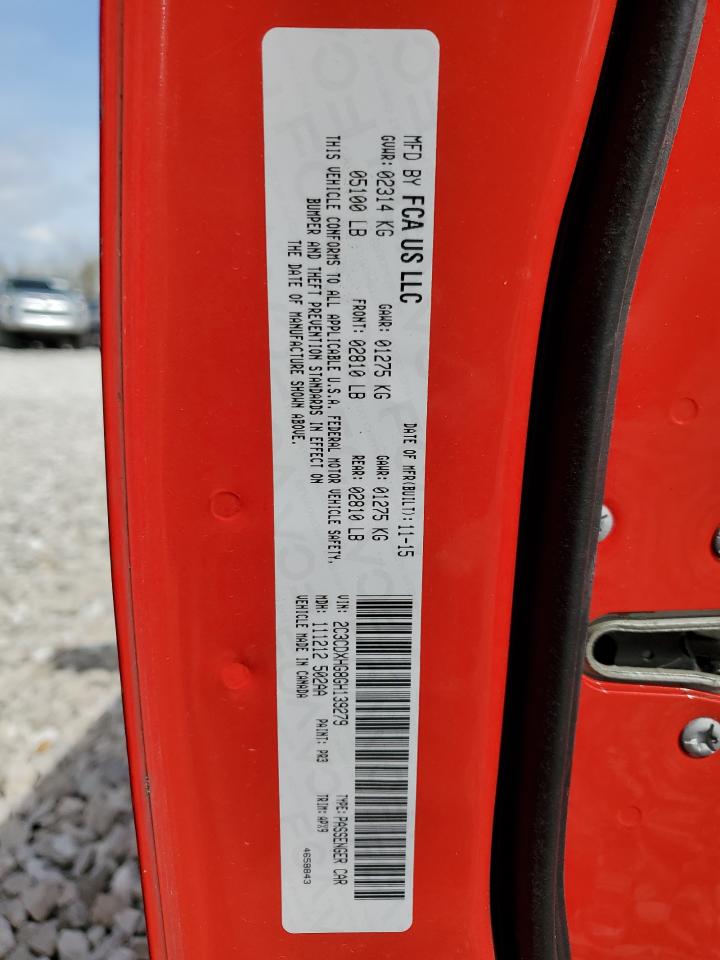 MFD BY FCA US LLC
DATE OF MFR(BUILT): 11-15
GVWR: 02314 KG GAWR: 01275 KG GAWR: 01275 KG
05100 LB FRONT: 02810 LB REAR: 02810 LB
THIS VEHICLE CONFORMS TO ALL APPLICABLE U.S.A. FEDERAL MOTOR VEHICLE SAFETY,
BUMPER AND THEFT PREVENTION STANDARDS IN EFFECT ON
THE DATE OF MANUFACTURE SHOWN ABOVE.
VIN: 2C3CDXHG8GH139279 TYPE: PASSENGER CAR
MDH: 111212 502AA PAINT: PR3 TRIM: APX9
VEHICLE MADE IN CANADA 4658843